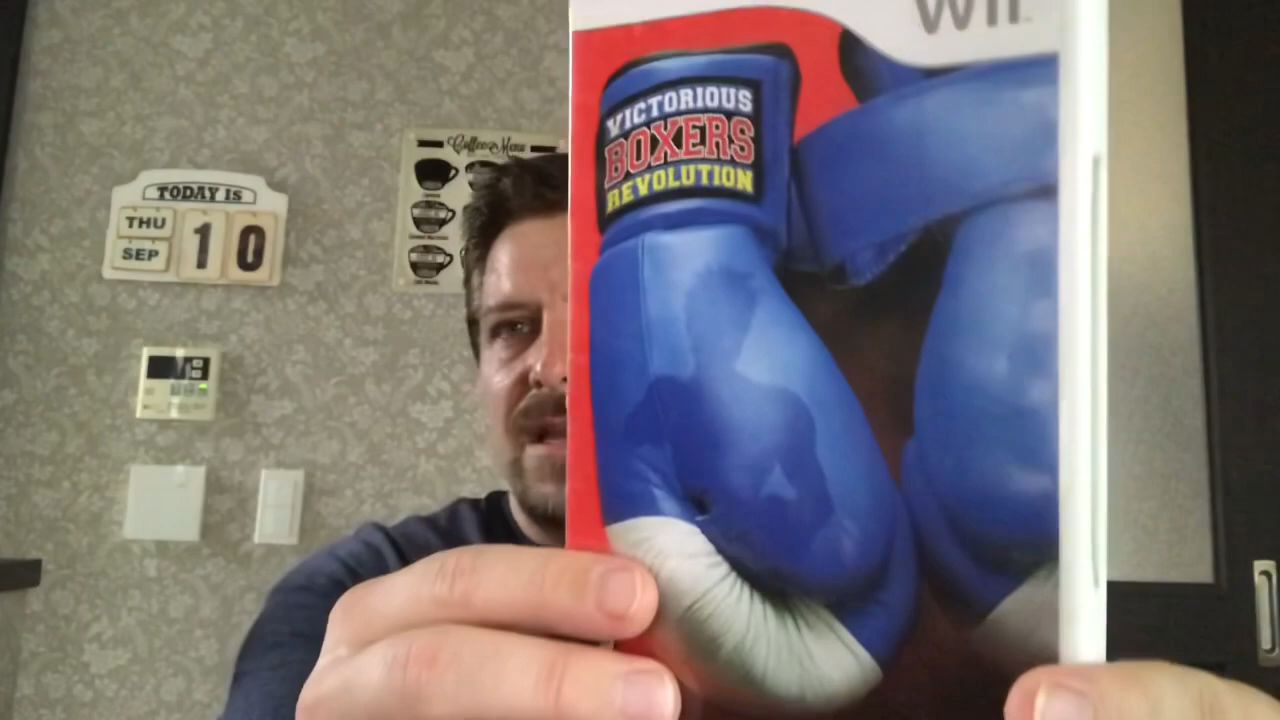 Wii
VICTORIOUS
BOXERS
REVOLUTION
Coffee Menu
TODAY IS
THU
SEP
10